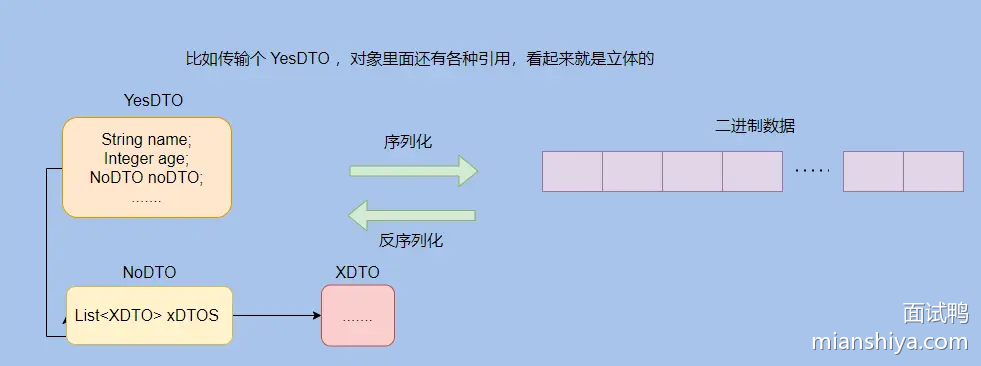 比如传输个 YesDTO ，对象里面还有各种引用，看起来就是立体的
YesDTO
String name;
Integer age;
NoDTO noDTO;
.......
序列化
反序列化
二进制数据
.....
NoDTO
List<XDTO> xDTOS
XDTO
.......
面试鸭
mianshiya.com